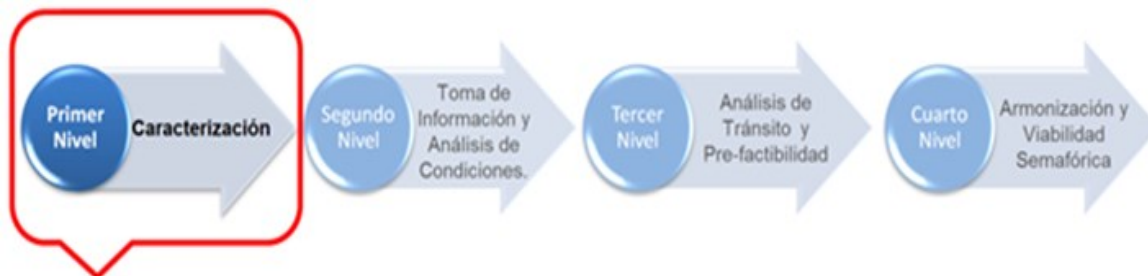 Primer
Nivel
Caracterización
Segundo
Nivel
Toma de
Información y
Análisis de
Condiciones.
Tercer
Nivel
Análisis de
Tránsito y
Pre-factibilidad
Cuarto
Nivel
Armonización y
Viabilidad
Semafórica